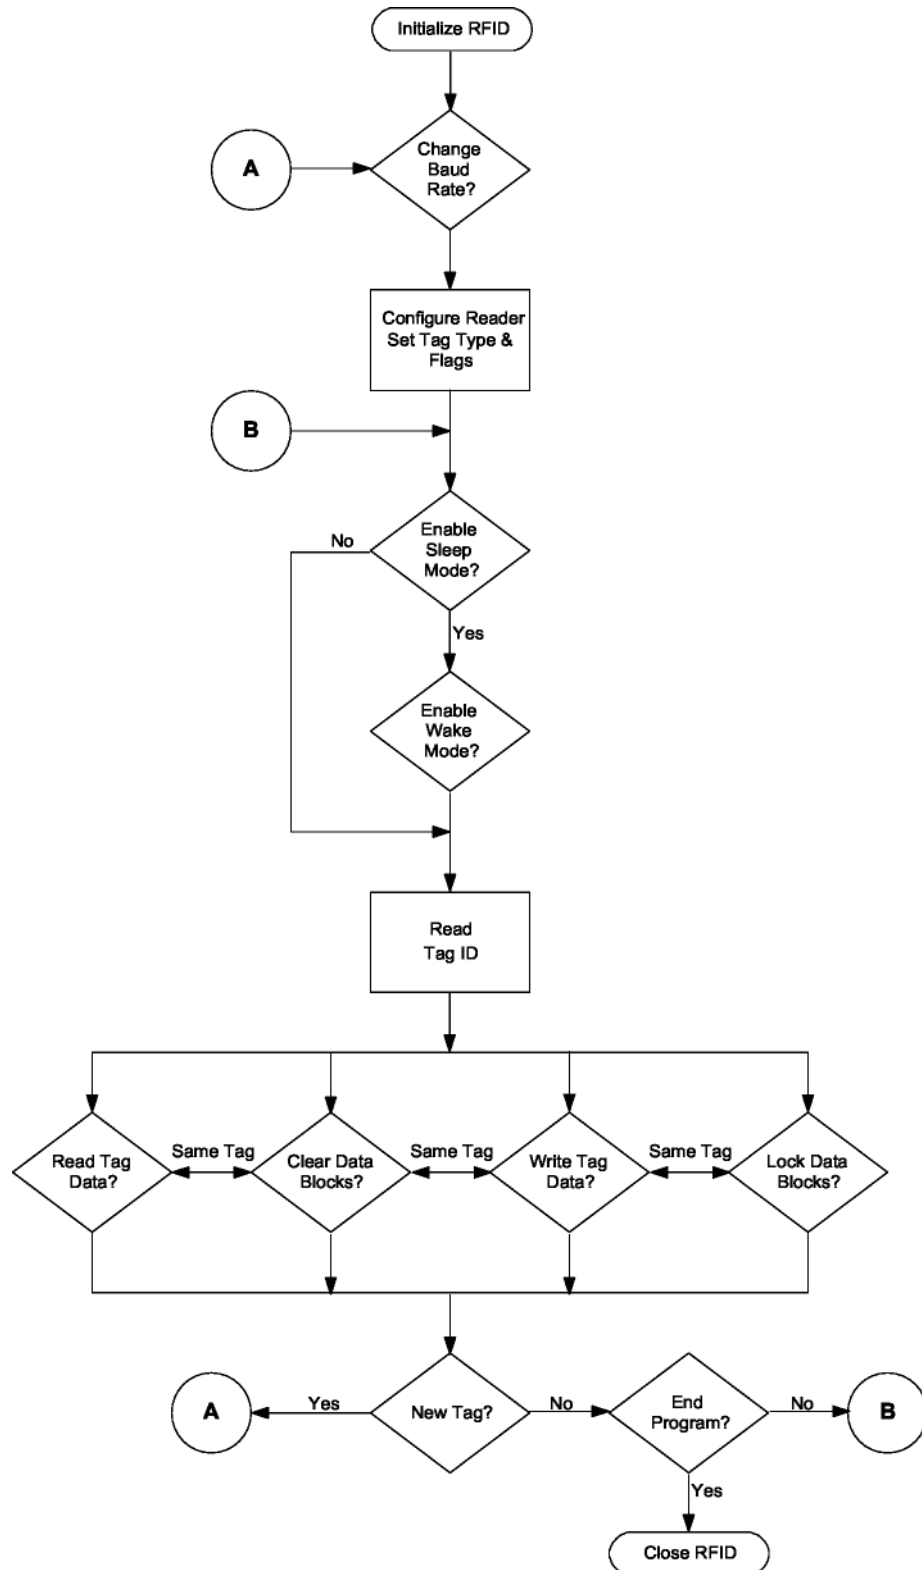 Initialize RFID
A
Change
Baud
Rate?
Configure Reader
Set Tag Type &
Flags
B
Enable
Sleep
Mode?
No
Yes
Enable
Wake
Mode?
Read
Tag ID
Read Tag
Data?
Same Tag
Clear Data
Blocks?
Same Tag
Write Tag
Data?
Same Tag
Lock Data
Blocks?
A
Yes
New Tag?
No
End
Program?
No
B
Yes
Close RFID